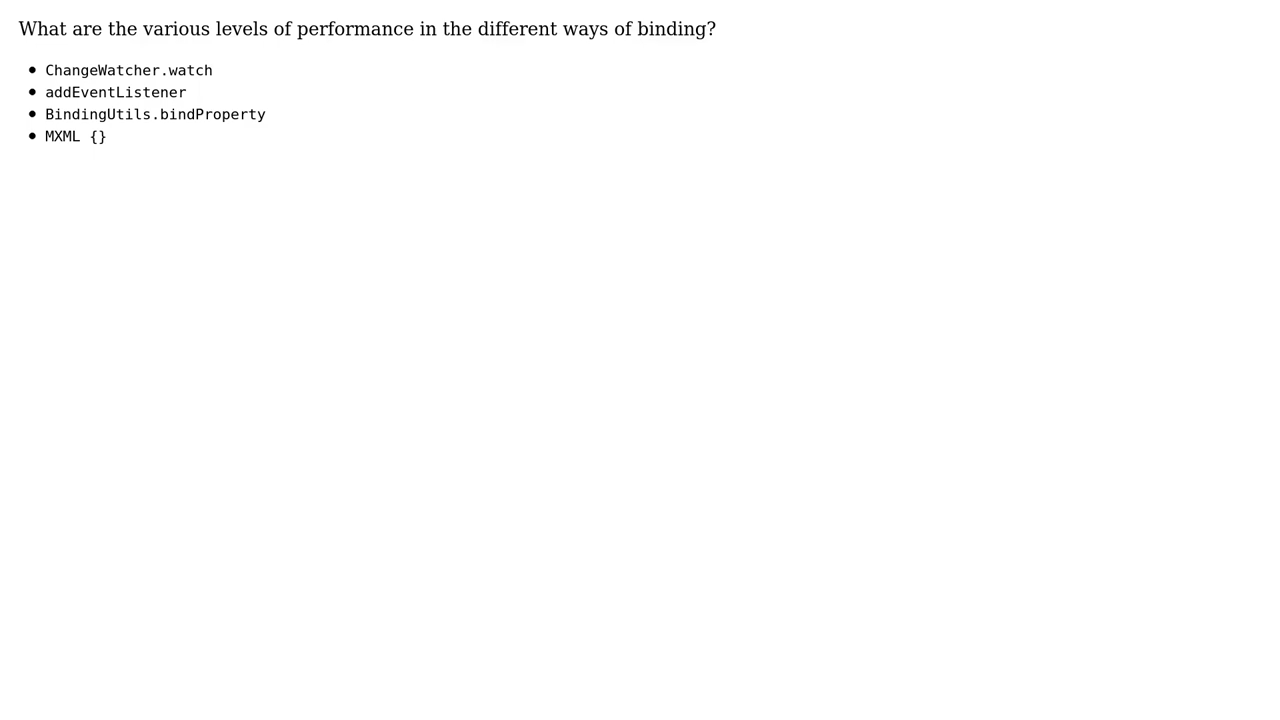 What are the various levels of performance in the different ways of binding?
• ChangeWatcher.watch
• addEventListener
• BindingUtils.bindProperty
• MXML {}